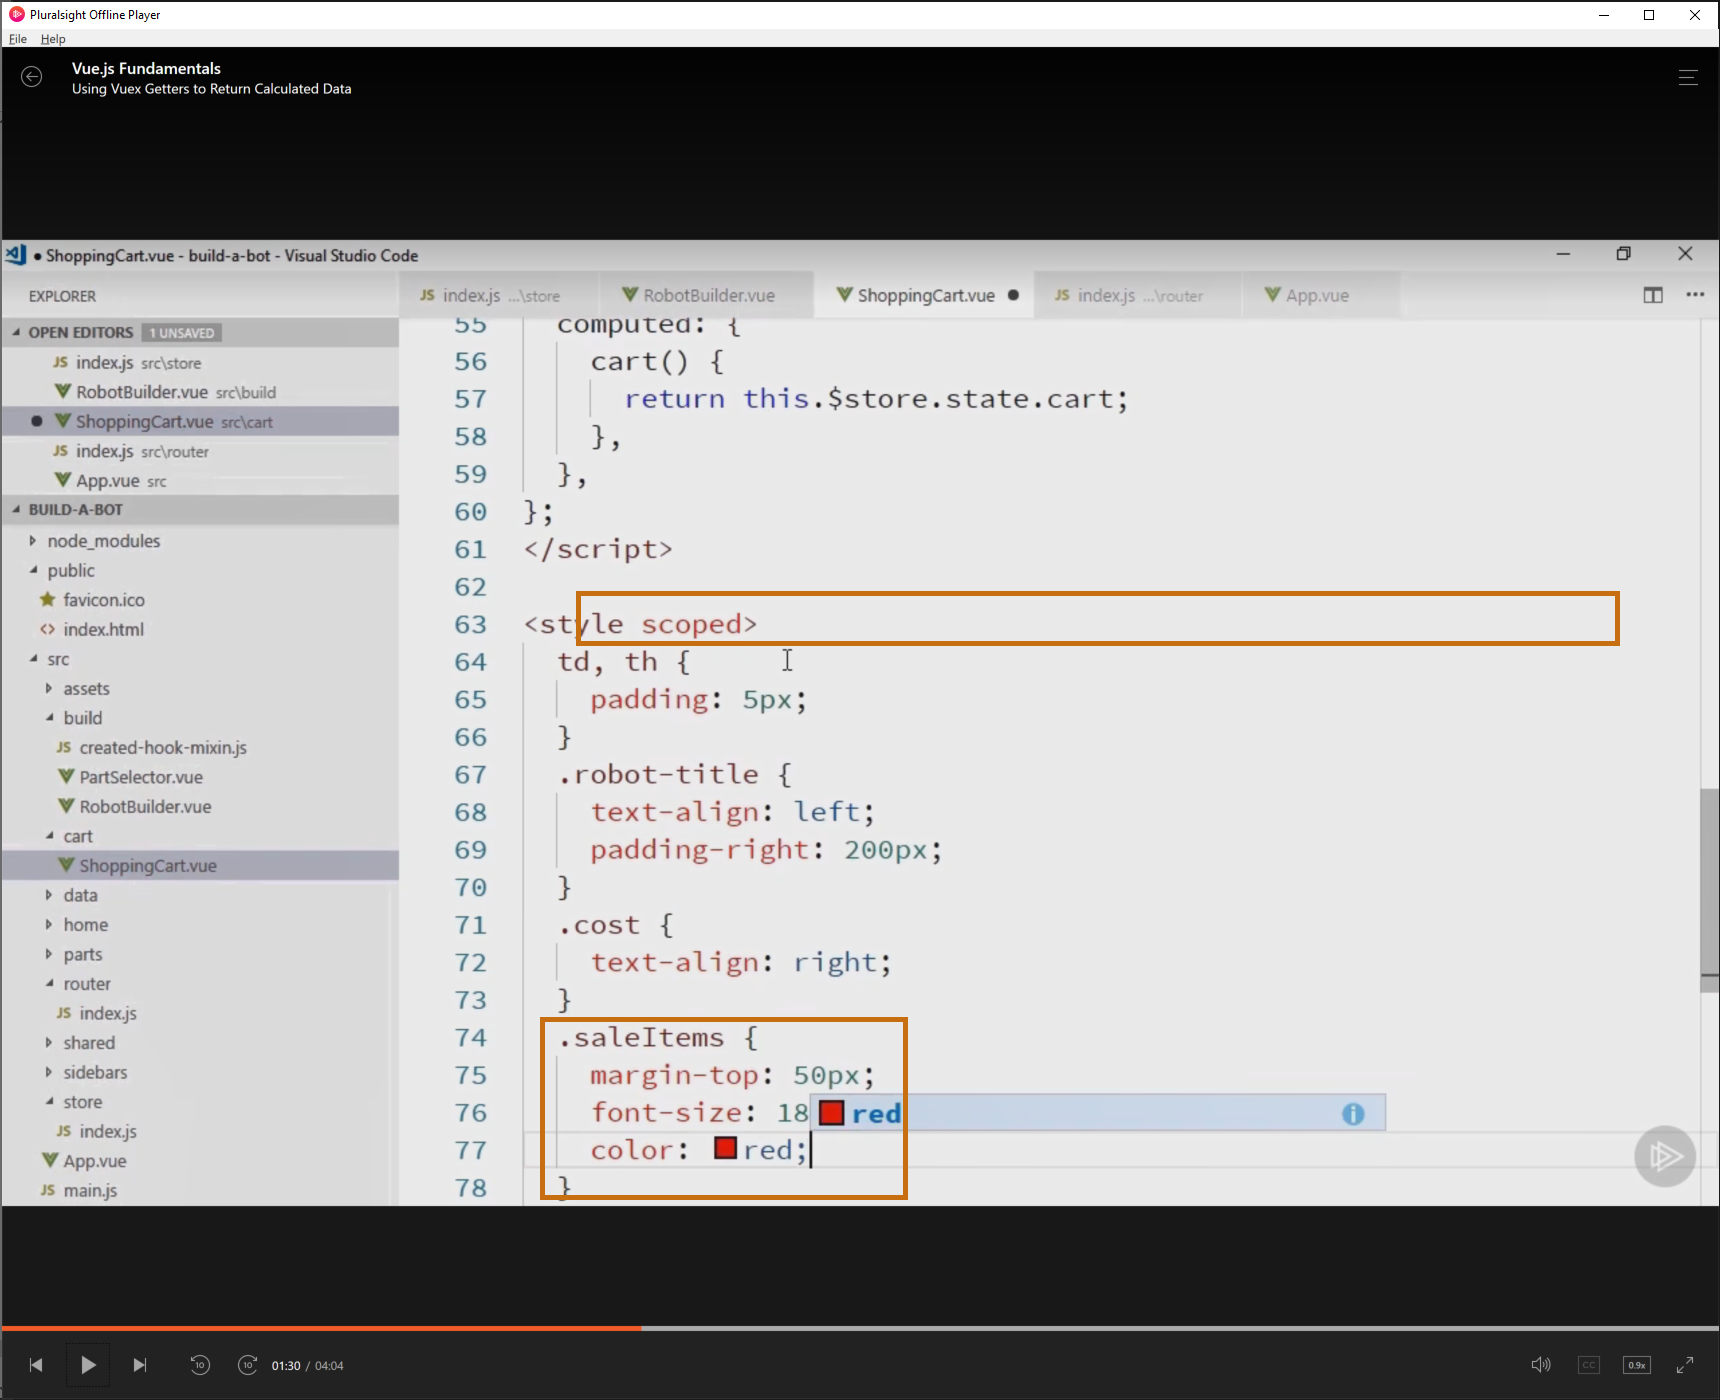 Pluralsight Offline Player
File Help
Vue.js Fundamentals
Using Vuex Getters to Return Calculated Data
● ShoppingCart.vue - build-a-bot - Visual Studio Code
EXPLORER
JS index.js ...\store
RobotBuilder.vue
ShoppingCart.vue ●
JS index.js ...\router
App.vue
OPEN EDITORS 1 UNSAVED
JS index.js src\store
RobotBuilder.vue src\build
ShoppingCart.vue src\cart
JS index.js src\router
App.vue src
BUILD-A-BOT
node_modules
public
favicon.ico
index.html
src
assets
build
JS created-hook-mixin.js
PartSelector.vue
RobotBuilder.vue
cart
ShoppingCart.vue
data
home
parts
router
JS index.js
shared
sidebars
store
JS index.js
App.vue
JS main.js
55 computed: {
56 cart() {
57 return this.$store.state.cart;
58 },
59 },
60 };
61 </script>
62
63 <style scoped>
64 td, th {
65 padding: 5px;
66 }
67 .robot-title {
68 text-align: left;
69 padding-right: 200px;
70 }
71 .cost {
72 text-align: right;
73 }
74 .saleItems {
75 margin-top: 50px;
76 font-size: 18 red
77 color: red;
78 }
10 10 01:30 / 04:04
CC 0.9x